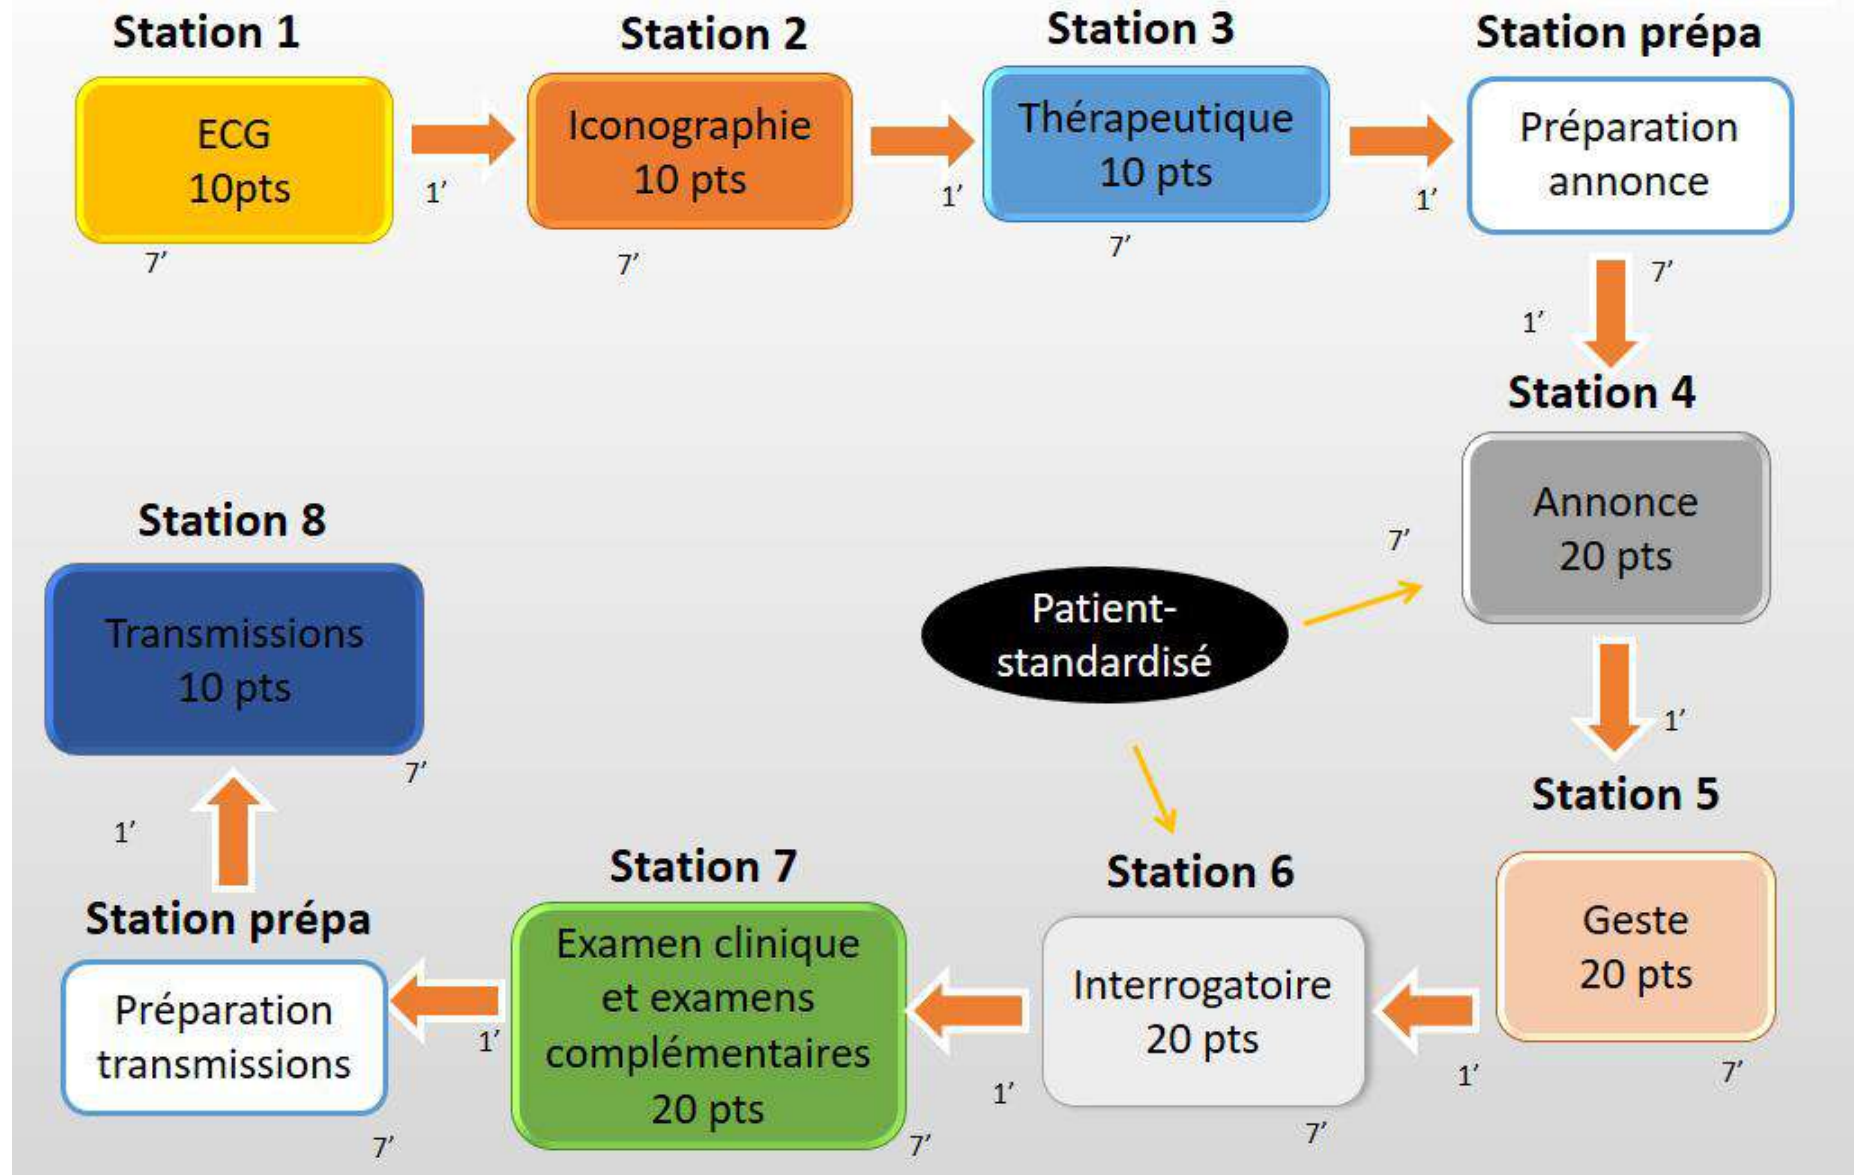 Station 1
ECG
10pts
7'
1'
Station 2
Iconographie
10 pts
7'
1'
Station 3
Thérapeutique
10 pts
7'
1'
Station prépa
Préparation
annonce
7'
1'
Station 4
Annonce
20 pts
7'
Patient-
standardisé
1'
Station 5
Geste
20 pts
7'
1'
Station 6
Interrogatoire
20 pts
7'
1'
Station 7
Examen clinique
et examens
complémentaires
20 pts
7'
1'
Station prépa
Préparation
transmissions
7'
1'
Station 8
Transmissions
10 pts
7'